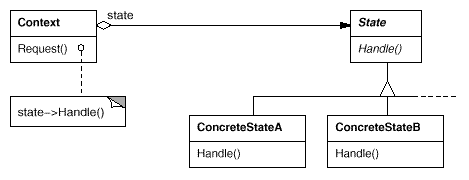 Context
state
State
Request()
Handle()
state->Handle()
ConcreteStateA
ConcreteStateB
Handle()
Handle()